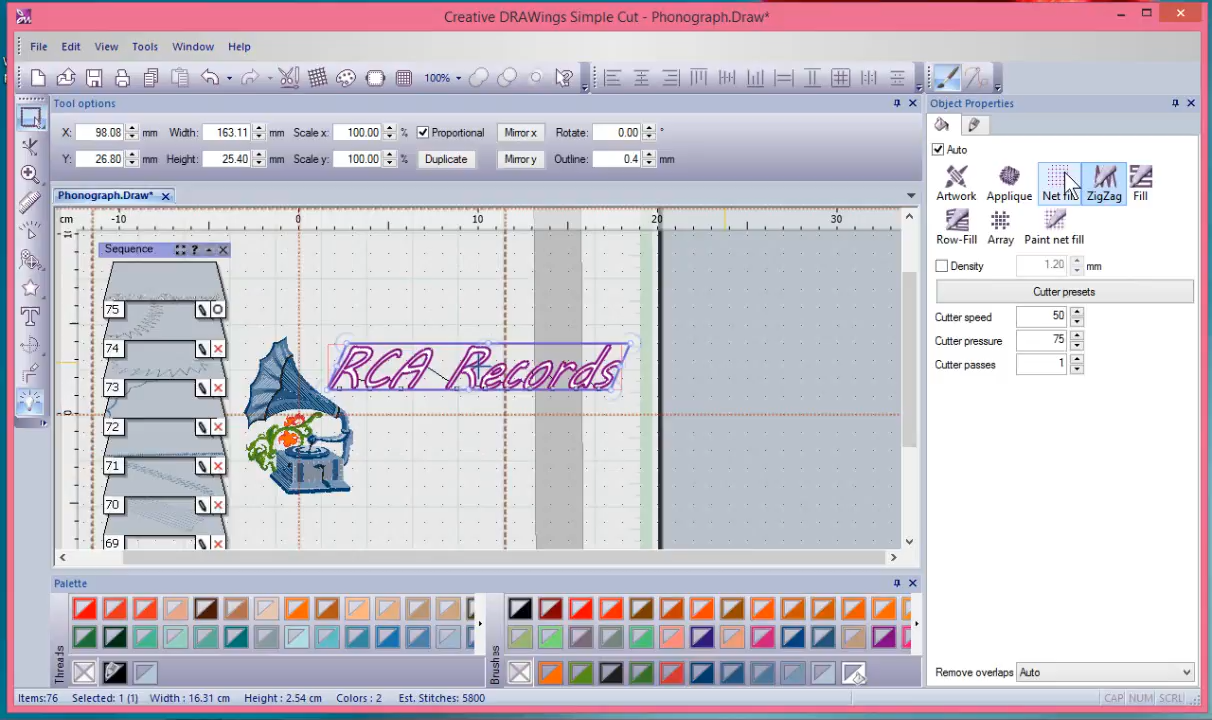 Creative DRAWings Simple Cut - Phonograph.Draw*
File Edit View Tools Window Help
100%
Tool options
X: 98.08 mm Width: 163.11 mm Scale x: 100.00 % Proportional Mirror x Rotate: 0.00 °
Y: 26.80 mm Height: 25.40 mm Scale y: 100.00 % Duplicate Mirror y Outline: 0.4 mm
Phonograph.Draw*
cm -10 0 10 20 30
Sequence
75
74
73
72
71
70
69
RCA Records
Object Properties
Auto
Artwork Applique Net fill ZigZag Fill
Row-Fill Array Paint net fill
Density 1.20 mm
Cutter presets
Cutter speed 50
Cutter pressure 75
Cutter passes 1
Remove overlaps Auto
Palette
Threads
Brushes
Items:76 Selected: 1 (1) Width : 16.31 cm Height : 2.54 cm Colors : 2 Est. Stitches: 5800 CAP NUM SCRL